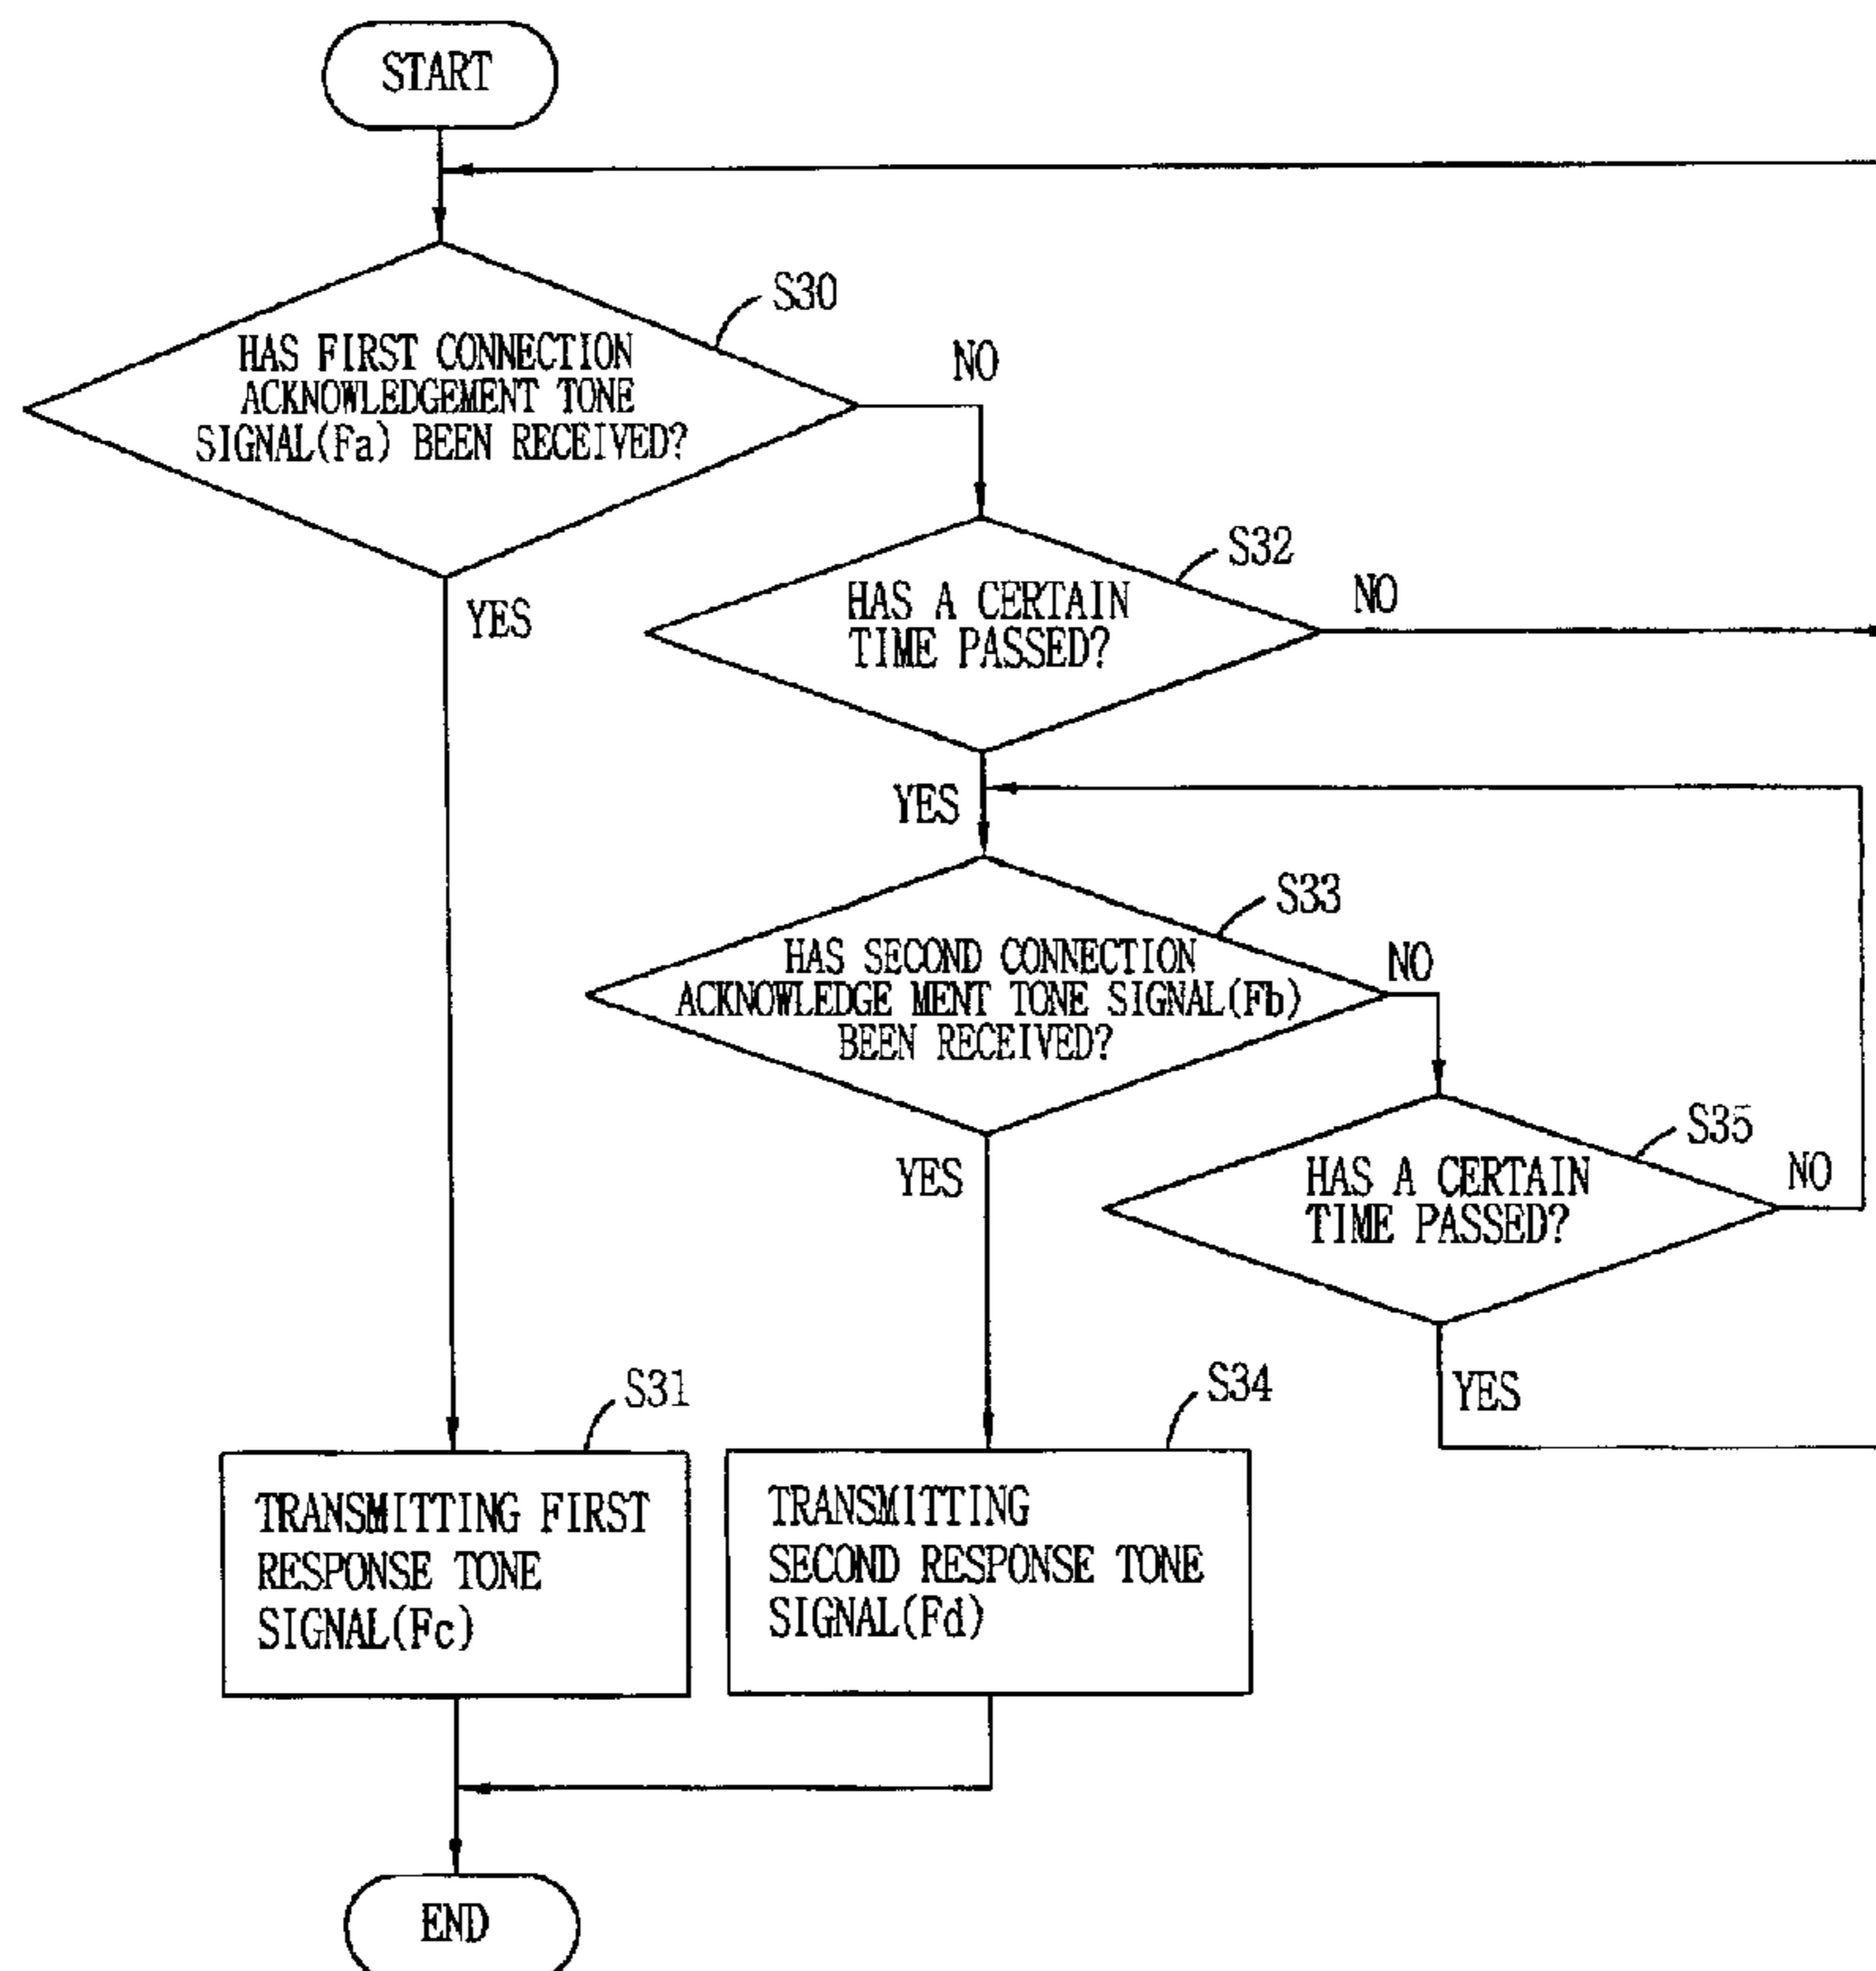 START
S30
HAS FIRST CONNECTION
ACKNOWLEDGEMENT TONE
SIGNAL(Fa) BEEN RECEIVED?
NO
YES
S32
HAS A CERTAIN
TIME PASSED?
NO
YES
S33
HAS SECOND CONNECTION
ACKNOWLEDGE MENT TONE SIGNAL(Fb)
BEEN RECEIVED?
NO
YES
S35
HAS A CERTAIN
TIME PASSED?
NO
YES
S31
TRANSMITTING FIRST
RESPONSE TONE
SIGNAL(Fc)
S34
TRANSMITTING
SECOND RESPONSE TONE
SIGNAL(Fd)
END